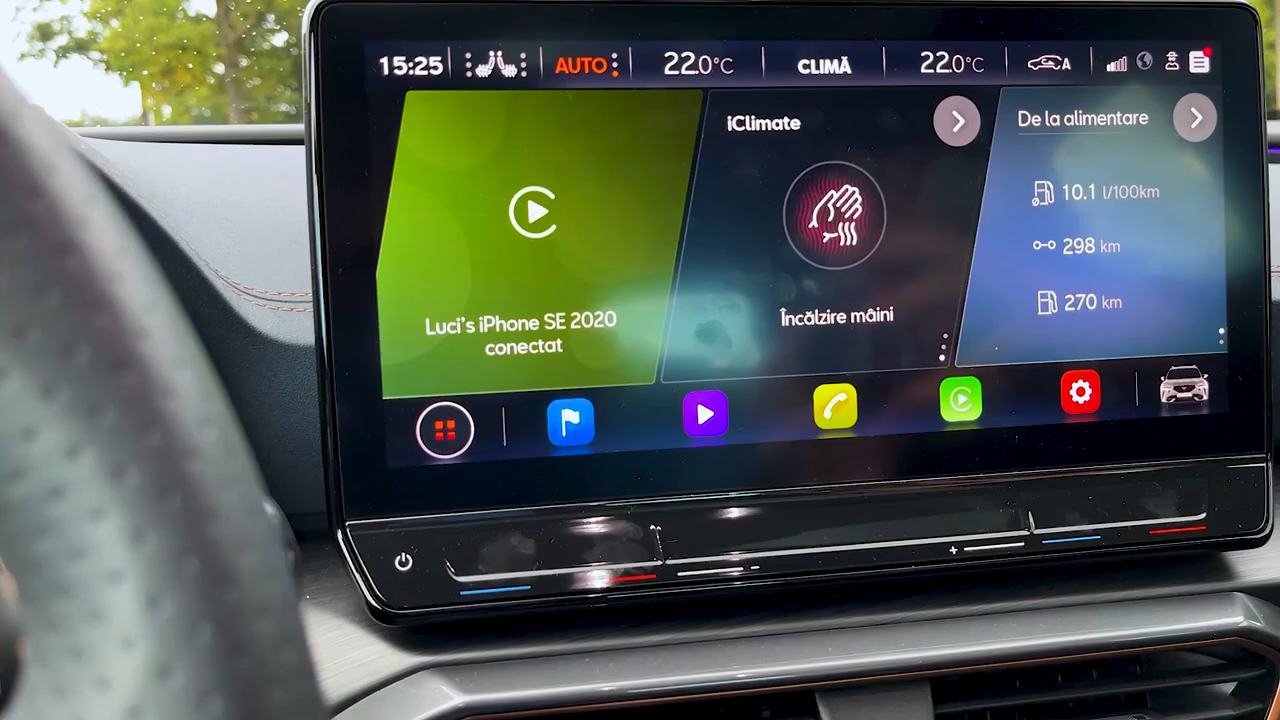 15:25
AUTO
22.0°C
CLIMĂ
22.0°C
A
iClimate
De la alimentare
10.1 l/100km
298 km
270 km
Încălzire mâini
Luci's iPhone SE 2020
conectat
+
-